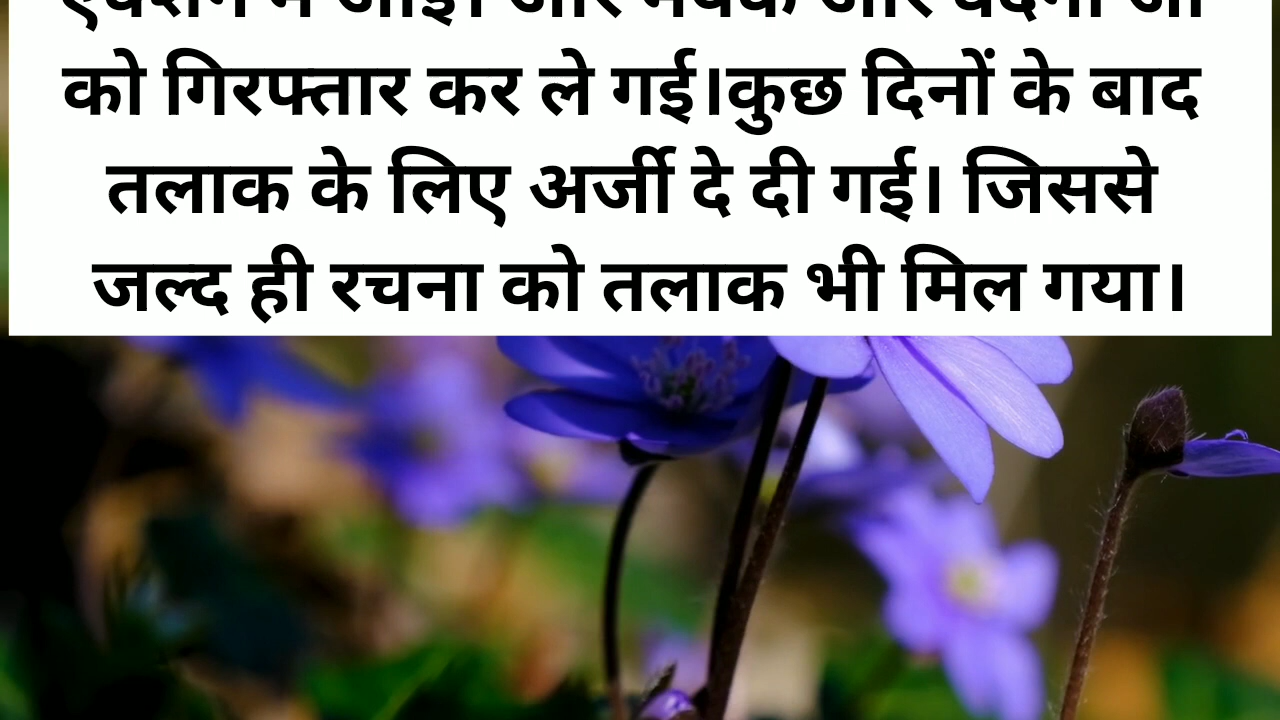 को गिरफ्तार कर ले गई।कुछ दिनों के बाद
तलाक के लिए अर्जी दे दी गई। जिससे
जल्द ही रचना को तलाक भी मिल गया।